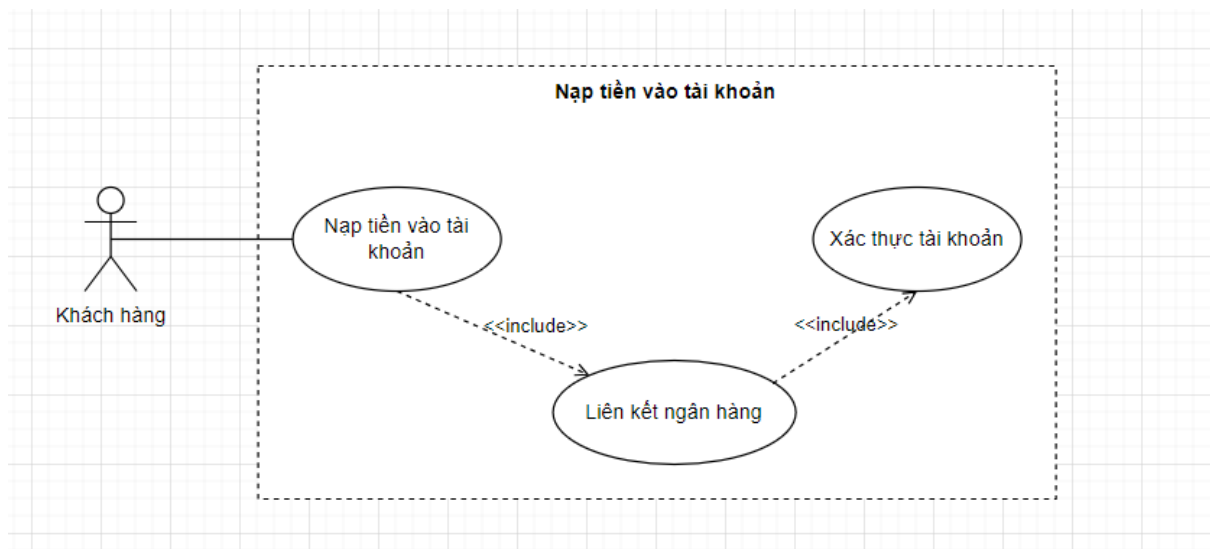 Nạp tiền vào tài khoản
Nạp tiền vào tài
khoản
Xác thực tài khoản
Khách hàng
<<include>>
<<include>>
Liên kết ngân hàng